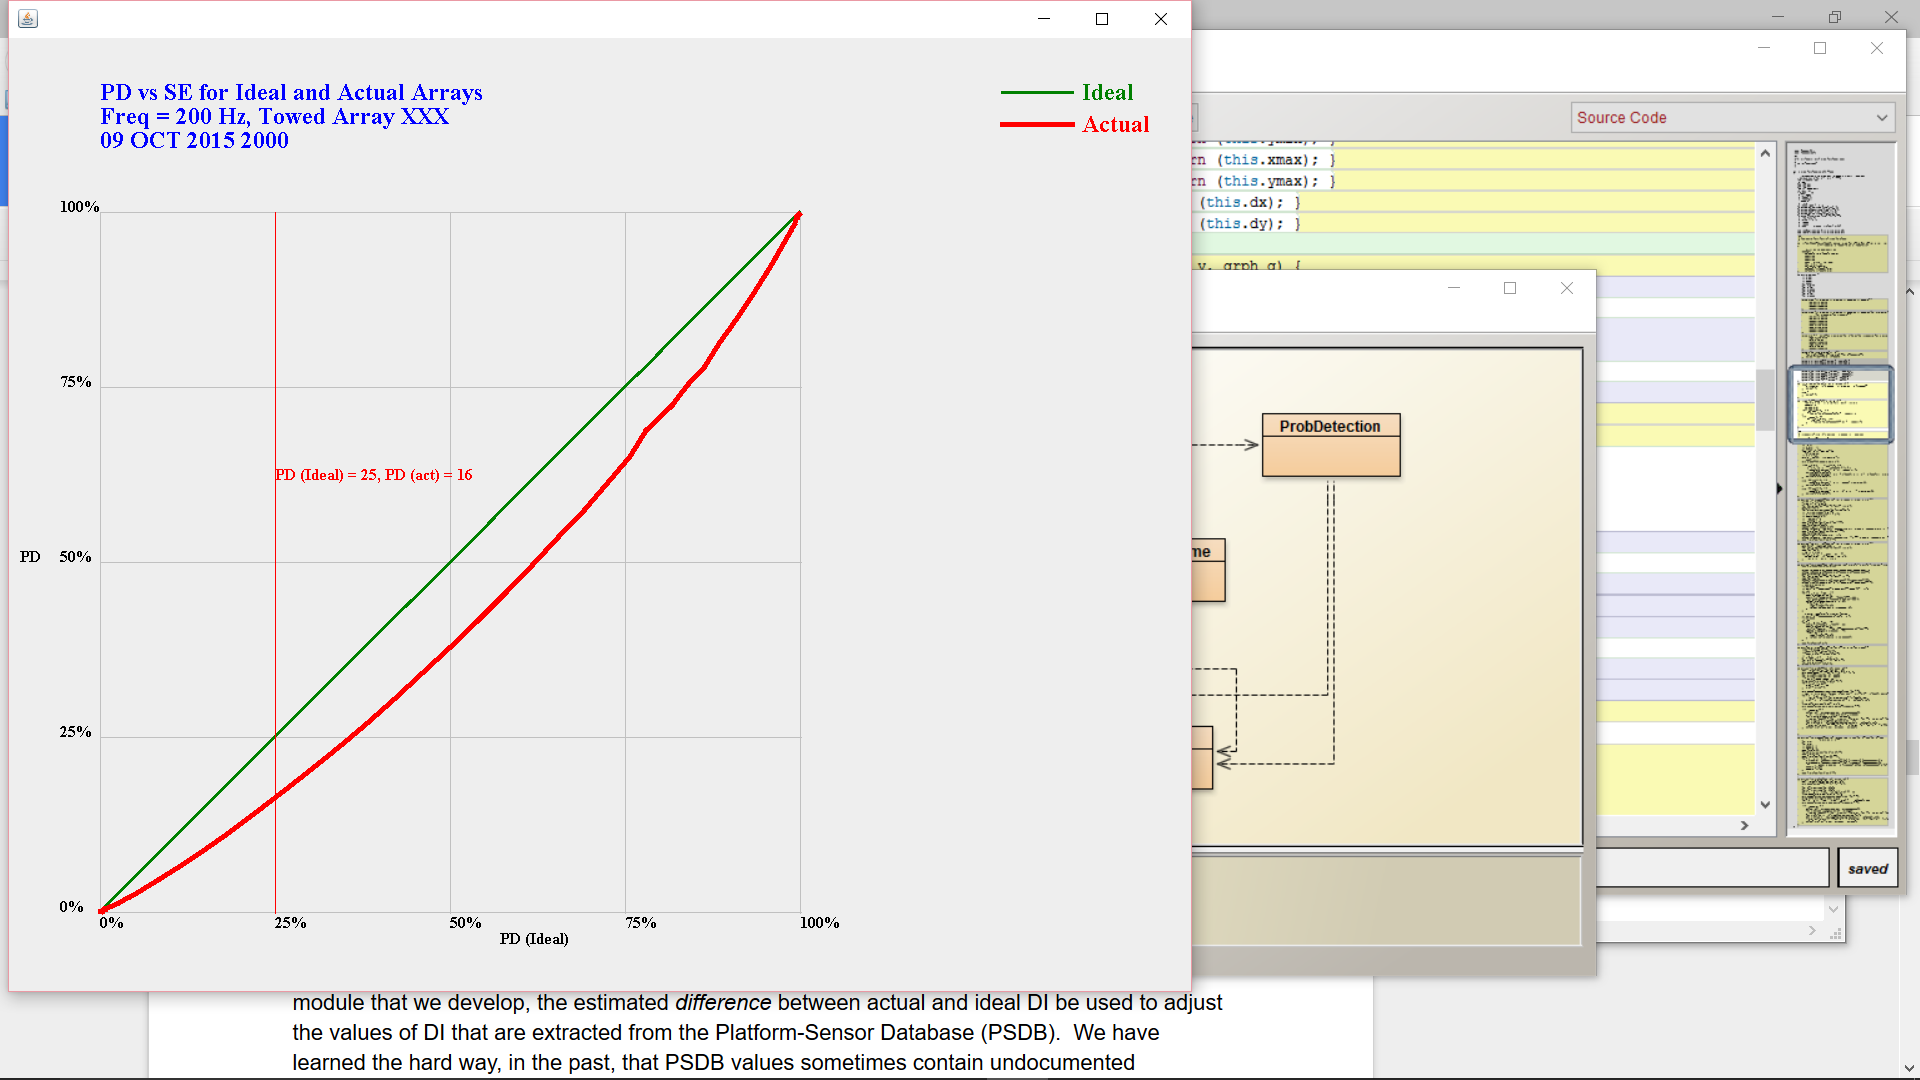 PD vs SE for Ideal and Actual Arrays
Freq = 200 Hz, Towed Array XXX
09 OCT 2015 2000
Ideal
Actual
100%
75%
PD (Ideal) = 25, PD (act) = 16
PD
50%
25%
0%
0%
25%
50%
75%
100%
PD (Ideal)
Source Code
rn (this.xmax); }
rn (this.ymax); }
(this.dx); }
(this.dy); }
v, grph g) {
ProbDetection
me
saved
module that we develop, the estimated difference between actual and ideal DI be used to adjust
the values of DI that are extracted from the Platform-Sensor Database (PSDB).  We have
learned the hard way, in the past, that PSDB values sometimes contain undocumented